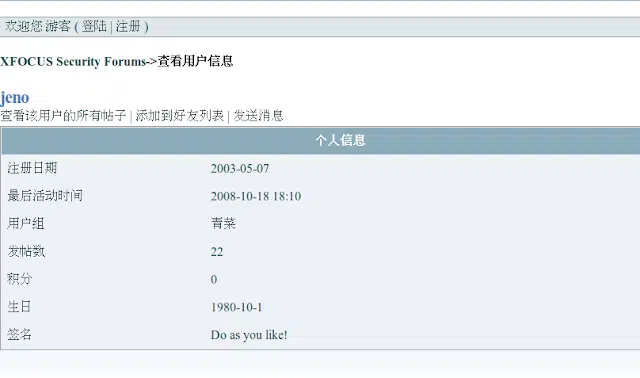 欢迎您 游客 ( 登陆 | 注册 )
XFOCUS Security Forums->查看用户信息
jeno
查看该用户的所有帖子 | 添加到好友列表 | 发送消息
个人信息
注册日期 2003-05-07
最后活动时间 2008-10-18 18:10
用户组 青菜
发帖数 22
积分 0
生日 1980-10-1
签名 Do as you like!